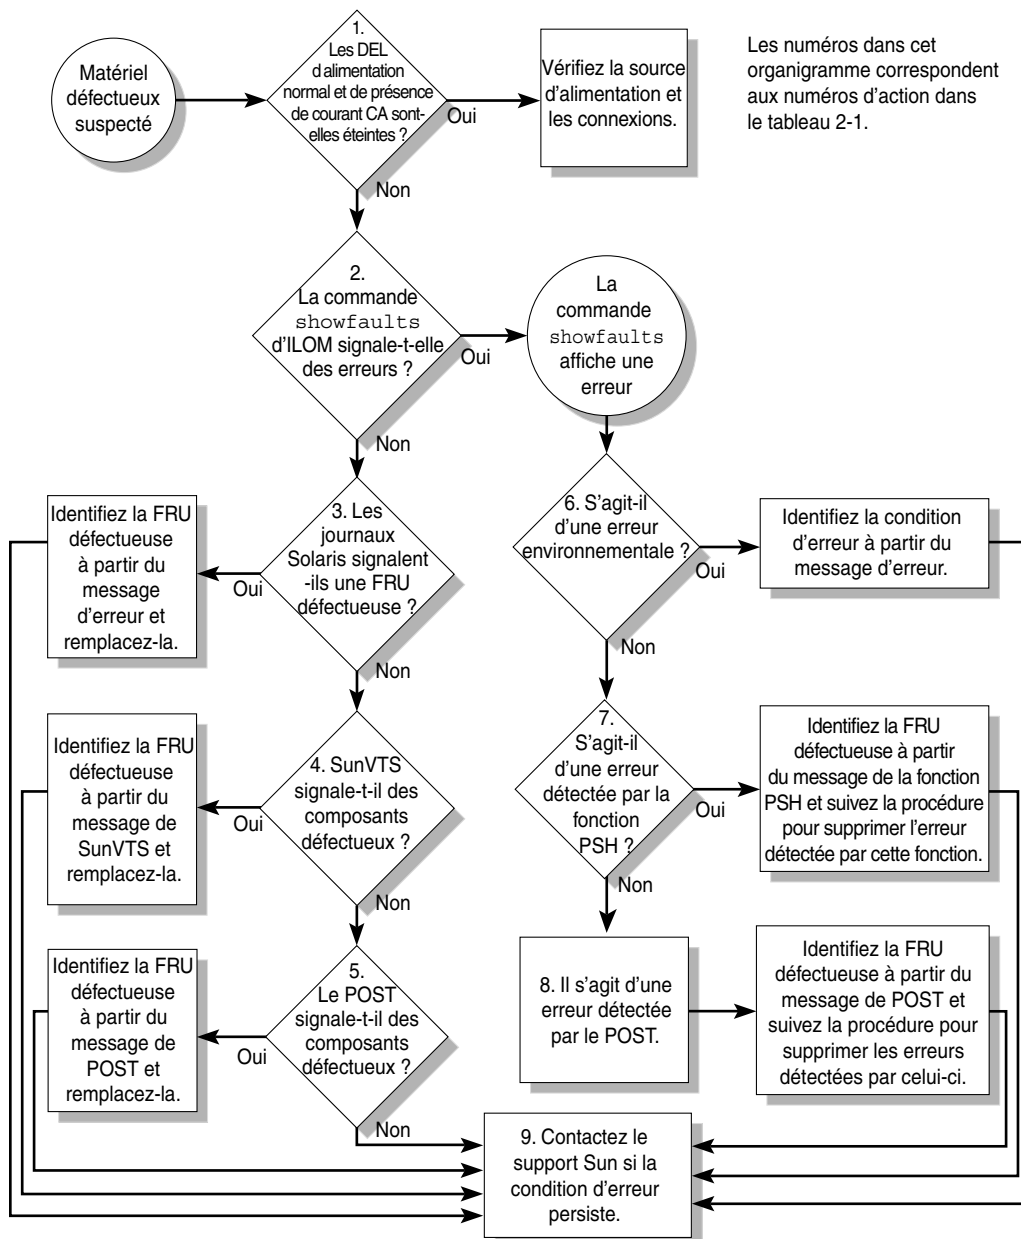 Matériel
défectueux
suspecté
1.
Les DEL
d'alimentation
normal et de présence
de courant CA sont-
elles éteintes ?
Oui
Vérifiez la source
d'alimentation et
les connexions.
Les numéros dans cet
organigramme correspondent
aux numéros d'action dans
le tableau 2-1.
Non
2.
La commande
showfaults
d'ILOM signale-t-elle
des erreurs ?
Oui
La
commande
showfaults
affiche une
erreur
Non
3. Les
journaux
Solaris signalent
-ils une FRU
défectueuse ?
Oui
Identifiez la FRU
défectueuse
à partir du
message
d'erreur et
remplacez-la.
6. S'agit-il
d'une erreur
environnementale ?
Oui
Identifiez la condition
d'erreur à partir du
message d'erreur.
Non
Non
4. SunVTS
signale-t-il des
composants
défectueux ?
Oui
Identifiez la FRU
défectueuse
à partir du
message de
SunVTS et
remplacez-la.
7.
S'agit-il
d'une erreur
détectée par la
fonction
PSH ?
Oui
Identifiez la FRU
défectueuse à partir
du message de la fonction
PSH et suivez la procédure
pour supprimer l'erreur
détectée par cette fonction.
Non
Non
5.
Le POST
signale-t-il des
composants
défectueux ?
Oui
Identifiez la FRU
défectueuse
à partir du
message de
POST et
remplacez-la.
8. Il s'agit d'une
erreur détectée
par le POST.
Identifiez la FRU
défectueuse à partir du
message de POST et
suivez la procédure pour
supprimer les erreurs
détectées par celui-ci.
Non
9. Contactez le
support Sun si la
condition d'erreur
persiste.